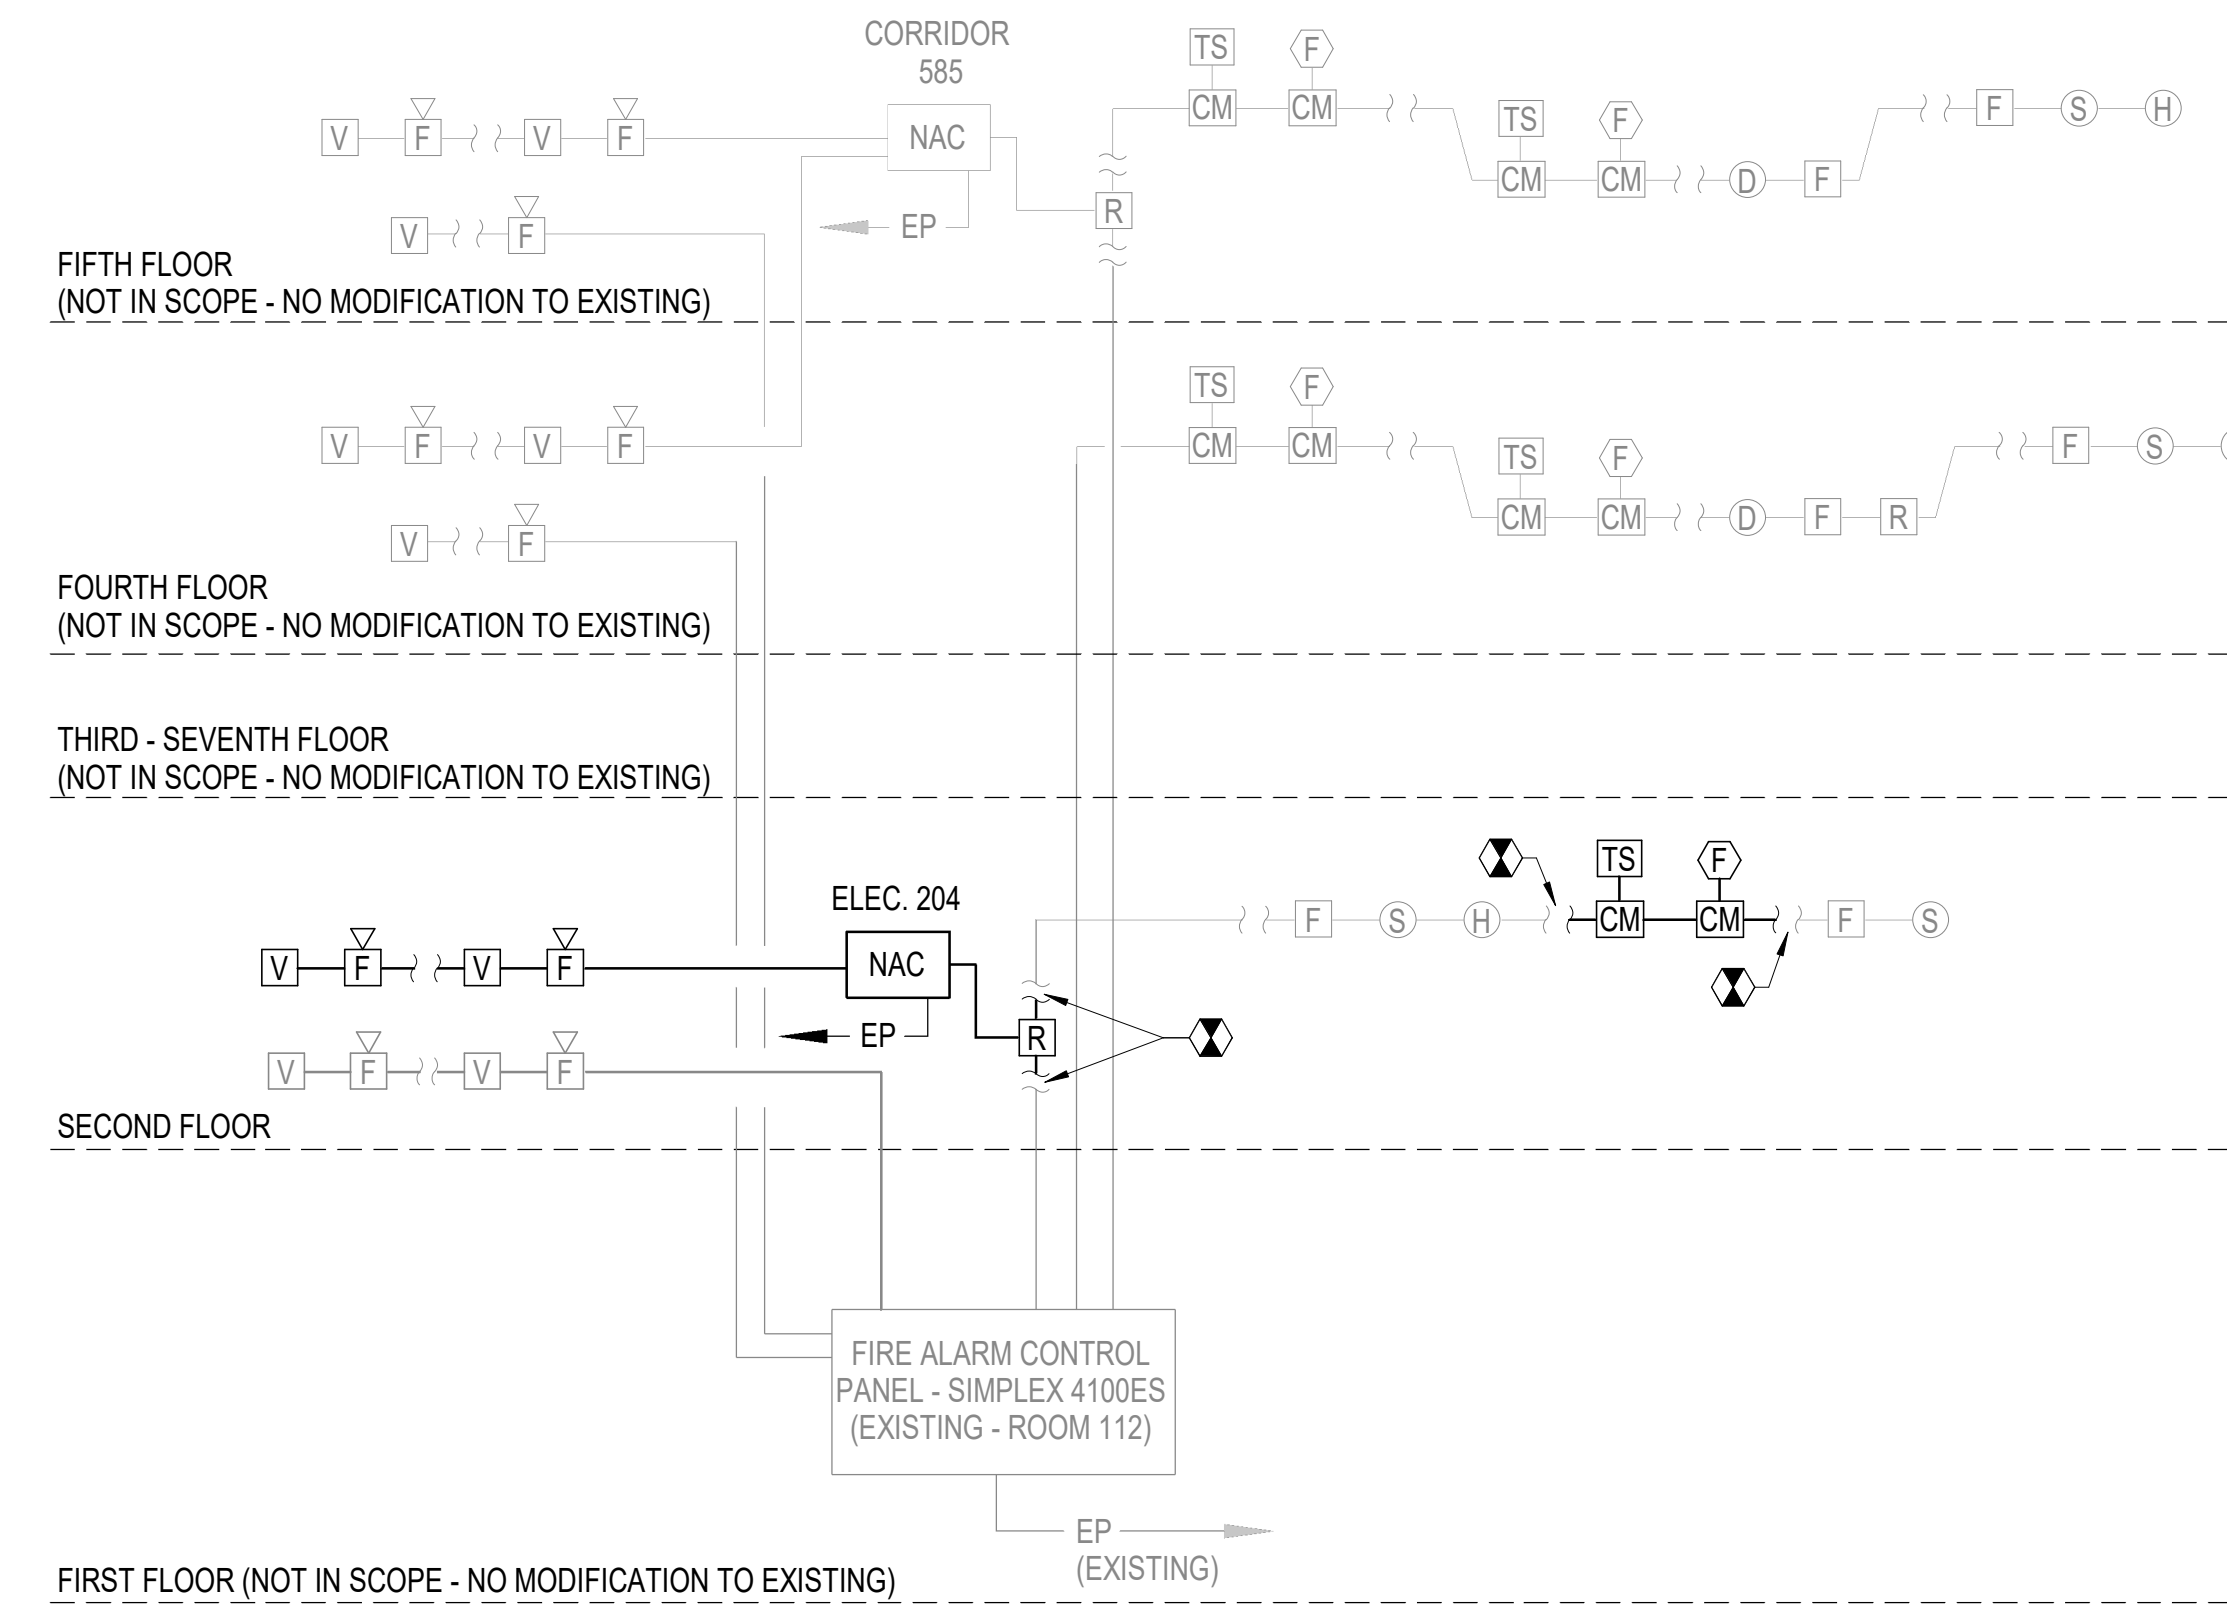 CORRIDOR
585
TS F
V F V F NAC CM CM
TS F
F S H
CM CM D F
V F EP R
FIFTH FLOOR
(NOT IN SCOPE - NO MODIFICATION TO EXISTING)
TS F
V F V F CM CM
TS F
F S
CM CM D F R
V F
FOURTH FLOOR
(NOT IN SCOPE - NO MODIFICATION TO EXISTING)
THIRD - SEVENTH FLOOR
(NOT IN SCOPE - NO MODIFICATION TO EXISTING)
TS F
ELEC. 204
F S H CM CM F S
V F V F NAC
EP R
V F V F
SECOND FLOOR
FIRE ALARM CONTROL
PANEL - SIMPLEX 4100ES
(EXISTING - ROOM 112)
EP
(EXISTING)
FIRST FLOOR (NOT IN SCOPE - NO MODIFICATION TO EXISTING)